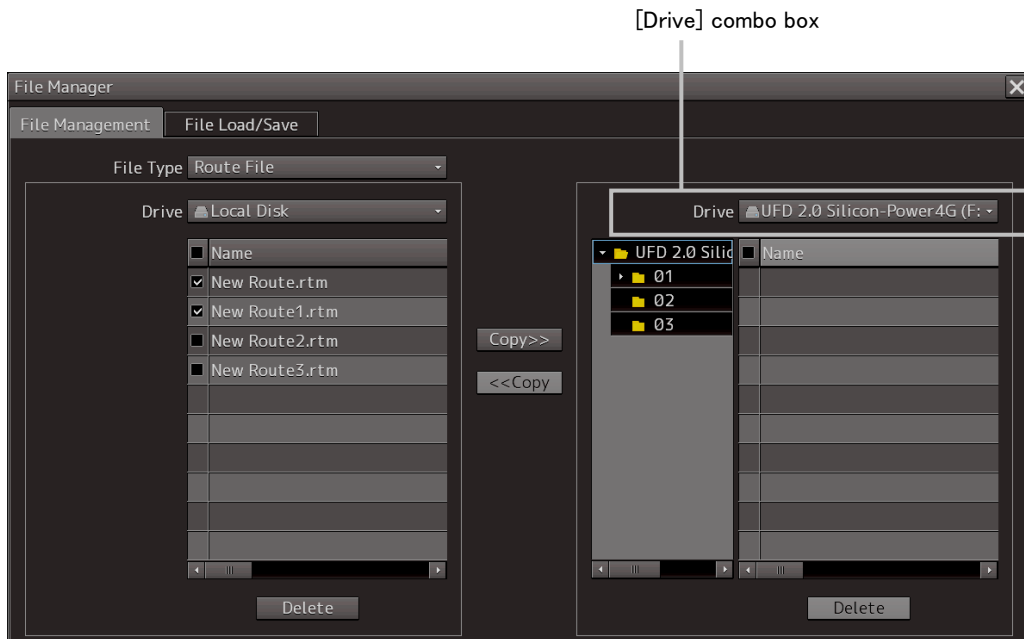 [Drive] combo box
File Manager
File Management
File Load/Save
File Type Route File
Drive Local Disk
Name
New Route.rtm
New Route1.rtm
New Route2.rtm
New Route3.rtm
Delete
Copy>>
<<Copy
Drive UFD 2.0 Silicon-Power4G (F:
UFD 2.0 Silic
01
02
03
Name
Delete